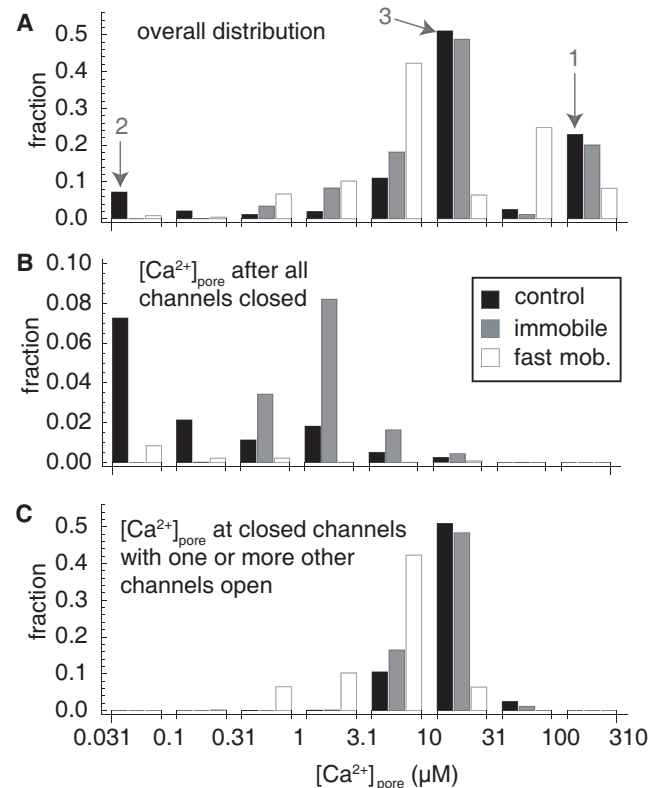 A
overall distribution
3
1
2
fraction
0.5
0.4
0.3
0.2
0.1
0.0
B
[Ca²⁺]pore after all
channels closed
fraction
0.10
0.08
0.06
0.04
0.02
0.00
control
immobile
fast mob.
C
[Ca²⁺]pore at closed channels
with one or more other
channels open
fraction
0.5
0.4
0.3
0.2
0.1
0.0
0.031 0.1 0.31 1 3.1 10 31 100 310
[Ca²⁺]pore (µM)